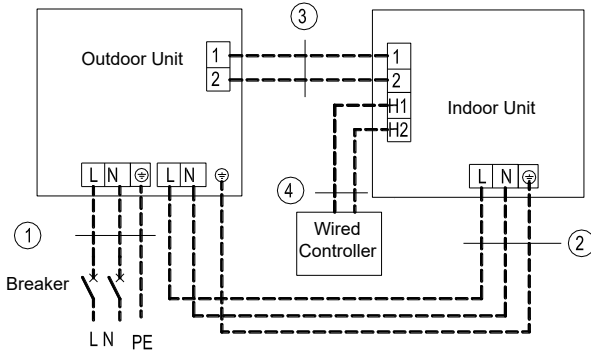 3
Outdoor Unit
1
2
1
2
H1
H2
Indoor Unit
L N
L N
L N
4
Wired
Controller
1
2
Breaker
L N PE